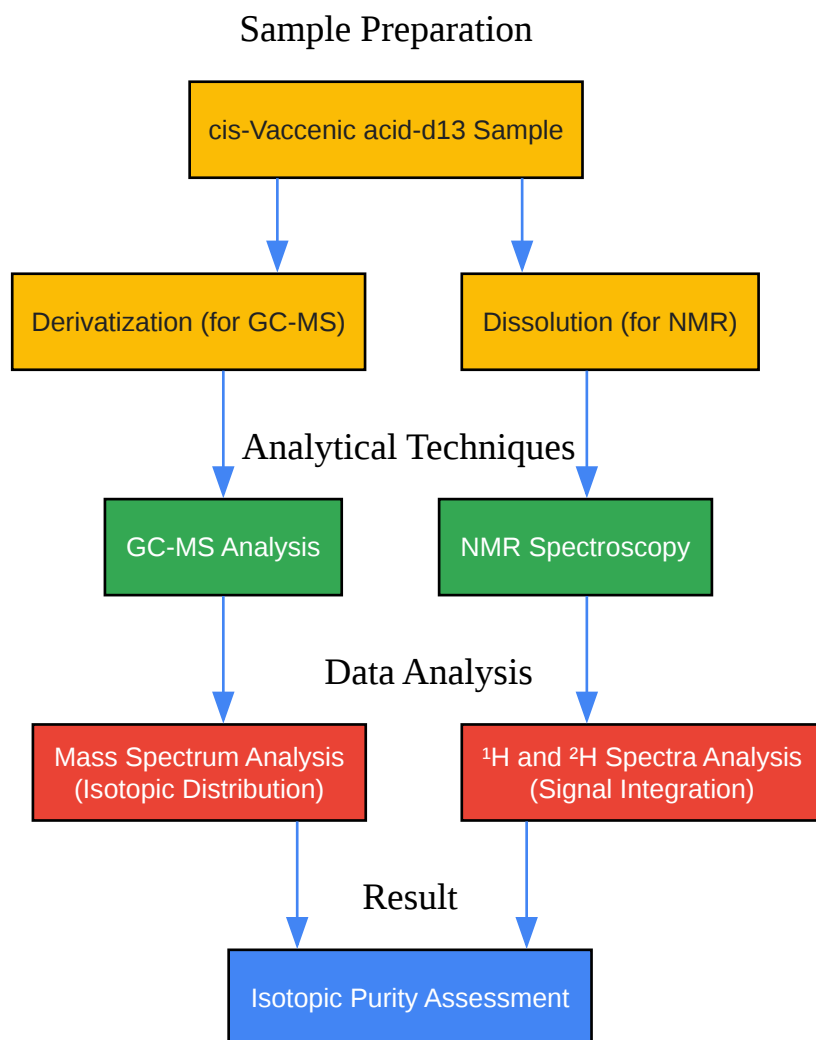 Sample Preparation
cis-Vaccenic acid-d13 Sample
Derivatization (for GC-MS)
Dissolution (for NMR)
Analytical Techniques
GC-MS Analysis
NMR Spectroscopy
Data Analysis
Mass Spectrum Analysis
(Isotopic Distribution)
¹H and ²H Spectra Analysis
(Signal Integration)
Result
Isotopic Purity Assessment